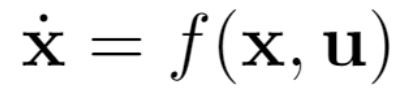 ẋ = f(x, u)